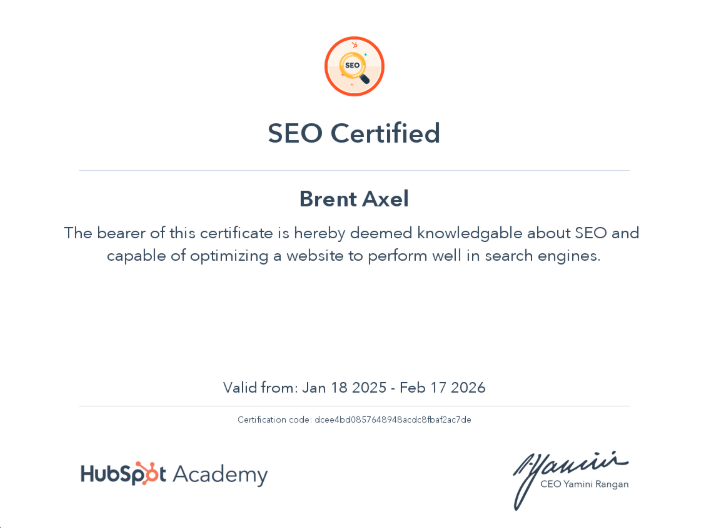 SEO
SEO Certified
Brent Axel
The bearer of this certificate is hereby deemed knowledgable about SEO and
capable of optimizing a website to perform well in search engines.
Valid from: Jan 18 2025 - Feb 17 2026
Certification code: dcee4bd0857648948acdc8fbaf2ac7de
HubSpot Academy
Yamini
CEO Yamini Rangan